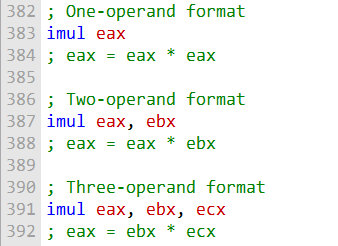 382 ; One-operand format
383 imul eax
384 ; eax = eax * eax
385
386 ; Two-operand format
387 imul eax, ebx
388 ; eax = eax * ebx
389
390 ; Three-operand format
391 imul eax, ebx, ecx
392 ; eax = ebx * ecx